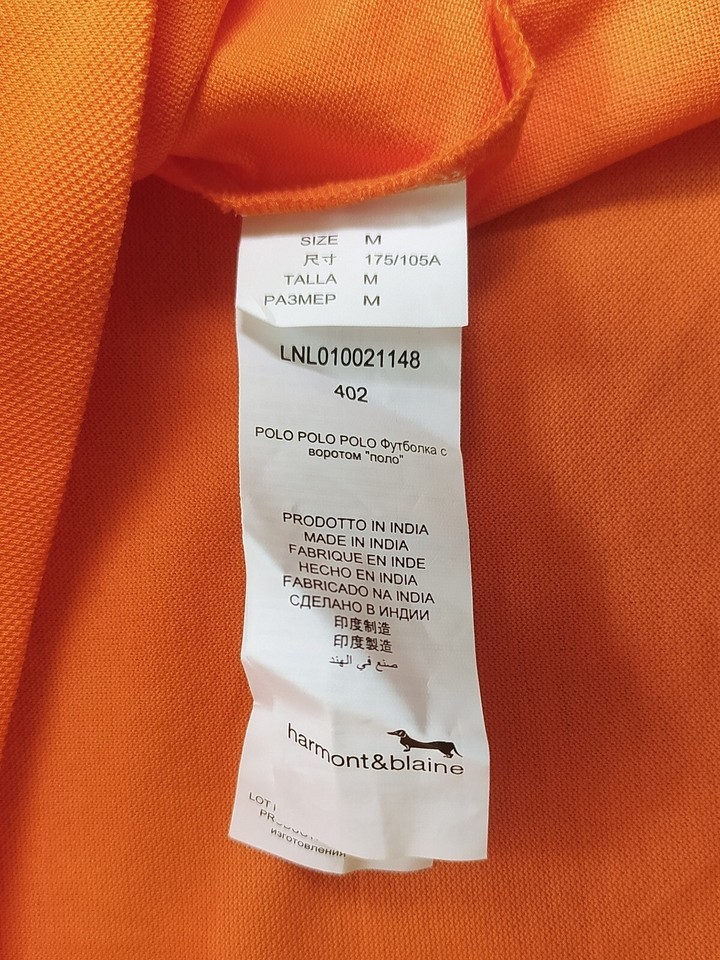 SIZE M
尺寸 175/105A
TALLA M
РАЗМЕР M
LNL010021148
402
POLO POLO POLO Футболка с
воротом "поло"
PRODOTTO IN INDIA
MADE IN INDIA
FABRIQUE EN INDE
HECHO EN INDIA
FABRICADO NA INDIA
СДЕЛАНО В ИНДИИ
印度制造
印度製造
صنع في الهند
harmont&blaine
LOT
изготовления